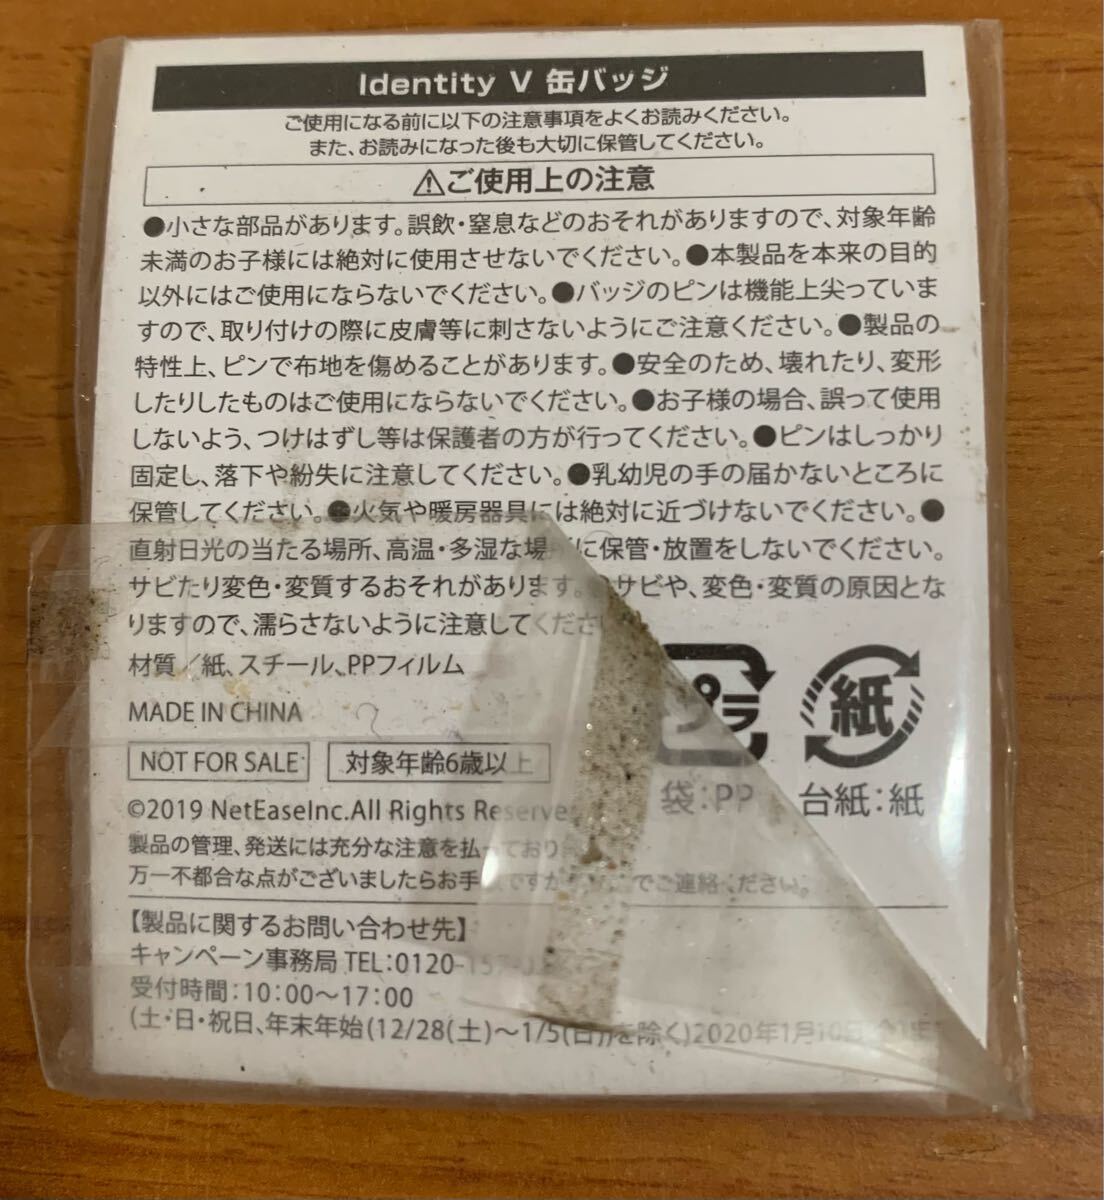 Identity V 缶バッジ
ご使用になる前に以下の注意事項をよくお読みください。
また、お読みになった後も大切に保管してください。
⚠ご使用上の注意
●小さな部品があります。誤飲・窒息などのおそれがありますので、対象年齢
未満のお子様には絶対に使用させないでください。●本製品を本来の目的
以外にはご使用にならないでください。●バッジのピンは機能上尖っていま
すので、取り付けの際に皮膚等に刺さないようにご注意ください。●製品の
特性上、ピンで布地を傷めることがあります。●安全のため、壊れたり、変形
したりしたものはご使用にならないでください。●お子様の場合、誤って使用
しないよう、つけはずし等は保護者の方が行ってください。●ピンはしっかり
固定し、落下や紛失に注意してください。●乳幼児の手の届かないところに
保管してください。●火気や暖房器具には絶対に近づけないでください。●
直射日光の当たる場所、高温・多湿な場所に保管・放置をしないでください。
サビたり変色・変質するおそれがあります。●サビや、変色・変質の原因とな
りますので、濡らさないように注意してください
材質/紙、スチール、PPフィルム
MADE IN CHINA
NOT FOR SALE 対象年齢6歳以上
プラ
紙
袋:PP 台紙:紙
©2019 NetEaseInc.All Rights Reserve
製品の管理、発送には充分な注意を払っており
万一不都合な点がございましたらお手 ですが でご連絡ください。
【製品に関するお問い合わせ先】
キャンペーン事務局 TEL:0120-157-
受付時間:10:00〜17:00
(土・日・祝日、年末年始(12/28(土)〜1/5(日))を除く)2020年1月10日